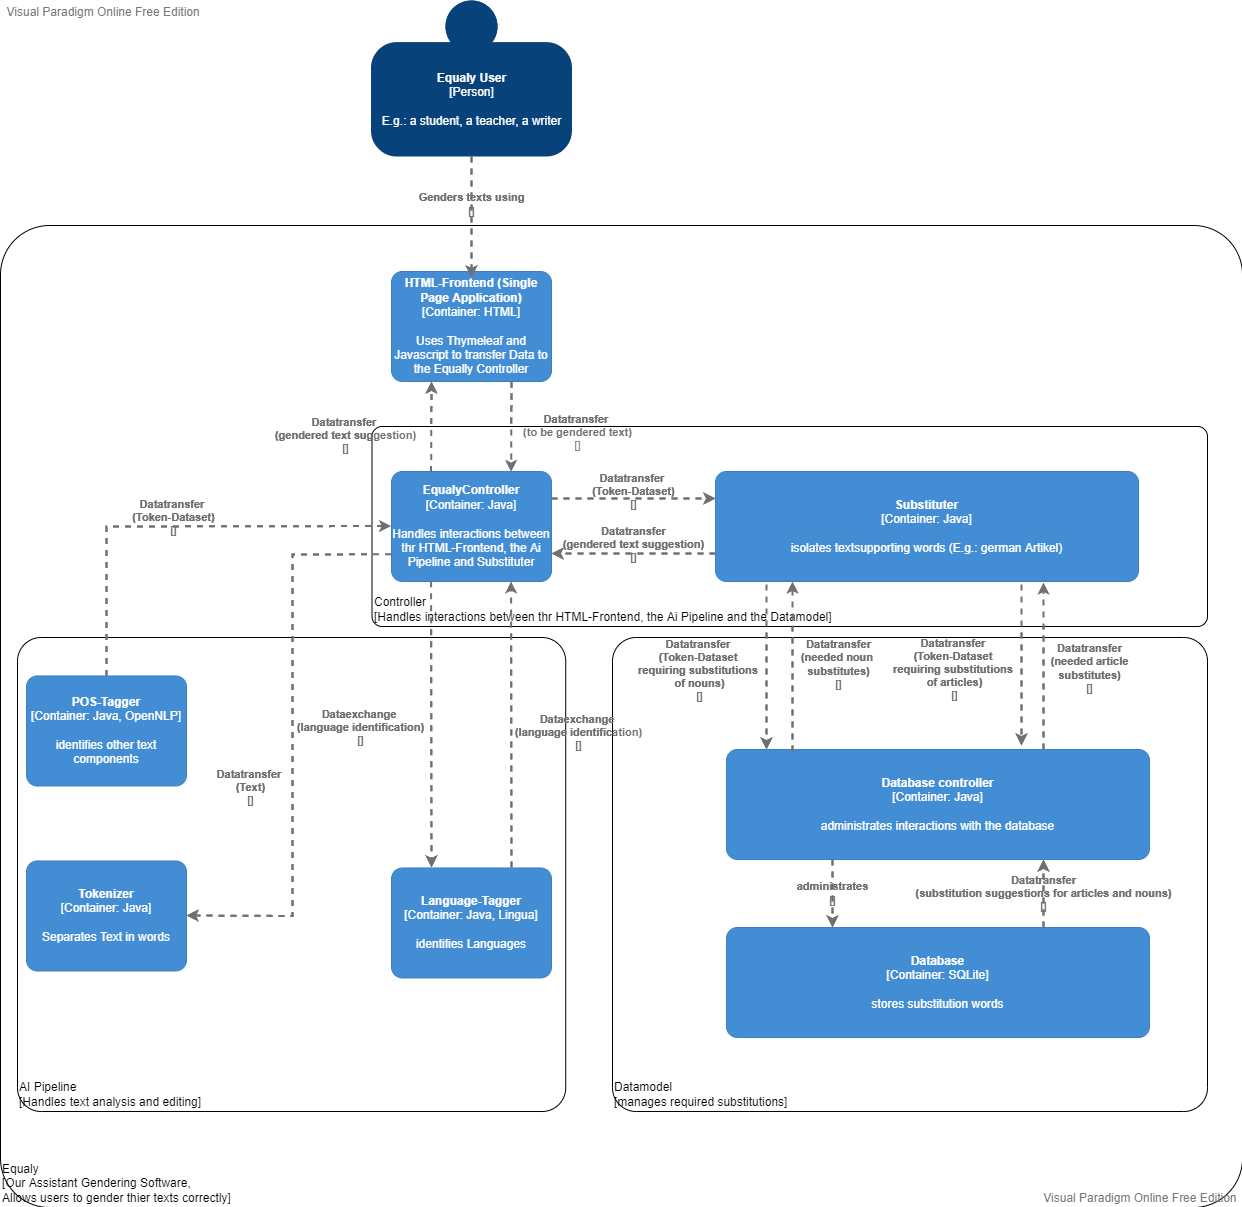 Visual Paradigm Online Free Edition
Equaly User
[Person]
E.g.: a student, a teacher, a writer
Genders texts using
[]
HTML-Frontend (Single
Page Application)
[Container: HTML]
Uses Thymeleaf and
Javascript to transfer Data to
the Equally Controller
Datatransfer
(gendered text suggestion)
[]
Datatransfer
(to be gendered text)
[]
EqualyController
[Container: Java]
Handles interactions between
thr HTML-Frontend, the Ai
Pipeline and Substituter
Datatransfer
(Token-Dataset)
[]
Datatransfer
(gendered text suggestion)
[]
Substituter
[Container: Java]
isolates textsupporting words (E.g.: german Artikel)
Datatransfer
(Token-Dataset)
[]
Controller
[Handles interactions between thr HTML-Frontend, the Ai Pipeline and the Datamodel]
Datatransfer
(Token-Dataset
requiring substitutions
of nouns)
[]
Datatransfer
(needed noun
substitutes)
[]
Datatransfer
(Token-Dataset
requiring substitutions
of articles)
[]
Datatransfer
(needed article
substitutes)
[]
POS-Tagger
[Container: Java, OpenNLP]
identifies other text
components
Dataexchange
(language identification)
[]
Dataexchange
(language identification)
[]
Datatransfer
(Text)
[]
Database controller
[Container: Java]
administrates interactions with the database
Tokenizer
[Container: Java]
Separates Text in words
Language-Tagger
[Container: Java, Lingua]
identifies Languages
administrates
[]
Datatransfer
(substitution suggestions for articles and nouns)
[]
Database
[Container: SQLite]
stores substitution words
AI Pipeline
[Handles text analysis and editing]
Datamodel
[manages required substitutions]
Equaly
[Our Assistant Gendering Software,
Allows users to gender thier texts correctly]
Visual Paradigm Online Free Edition